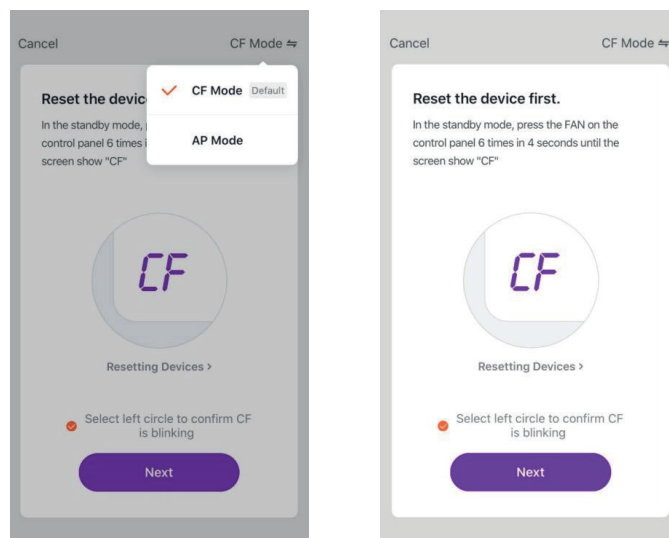 Cancel
CF Mode ⇋
CF Mode Default
AP Mode
Reset the devic
In the standby mode,
control panel 6 times i
screen show "CF"
CF
Resetting Devices >
Select left circle to confirm CF
is blinking
Next
Cancel
CF Mode ⇋
Reset the device first.
In the standby mode, press the FAN on the
control panel 6 times in 4 seconds until the
screen show "CF"
CF
Resetting Devices >
Select left circle to confirm CF
is blinking
Next